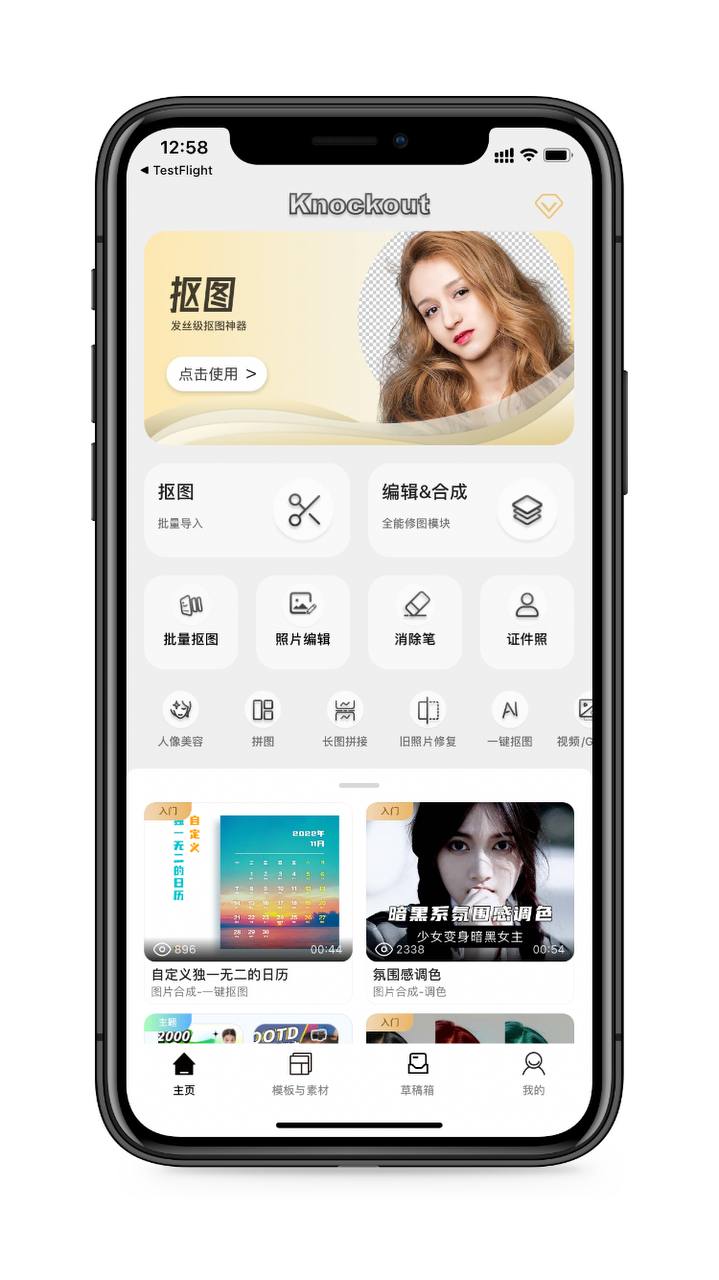 12:58
◀ TestFlight
Knockout
抠图
发丝级抠图神器
点击使用 >
抠图
批量导入
编辑&合成
全能修图模块
批量抠图
照片编辑
消除笔
证件照
人像美容
拼图
长图拼接
旧照片修复
AI
一键抠图
视频/G
入门
自定义
独一无二的日历
2022年
11月
896
00:44
自定义独一无二的日历
图片合成-一键抠图
入门
暗黑系氛围感调色
少女变身暗黑女主
2338
00:54
氛围感调色
图片合成-调色
主题
2000
OOTD
入门
主页
模板与素材
草稿箱
我的